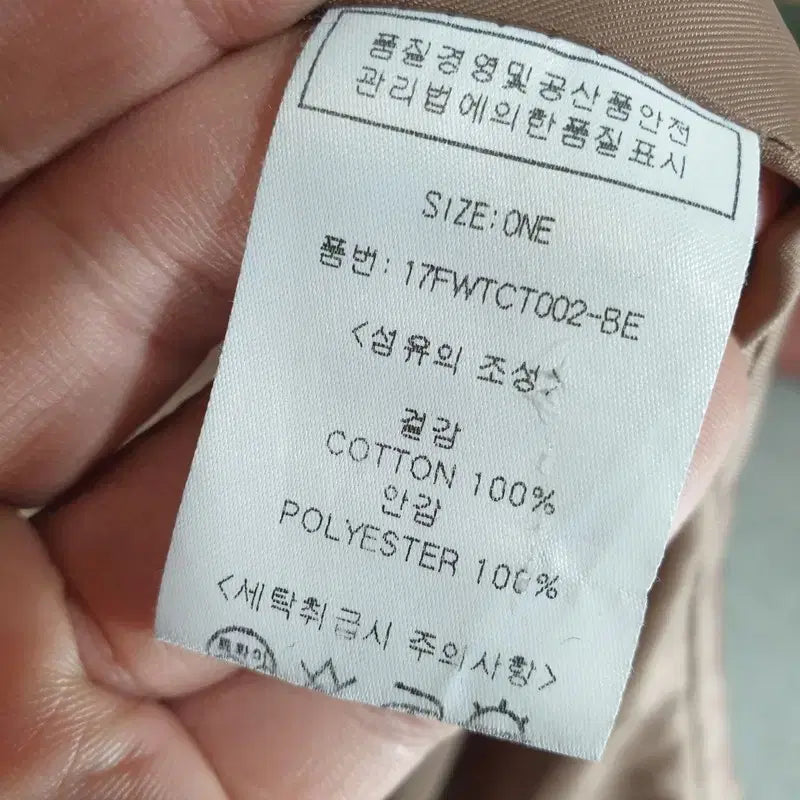 품질경영및공산품안전
관리법에의한품질표시
SIZE:ONE
품번: 17FWTCT002-BE
<섬유의 조성>
겉감
COTTON 100%
안감
POLYESTER 100%
<세탁취급시 주의사항>